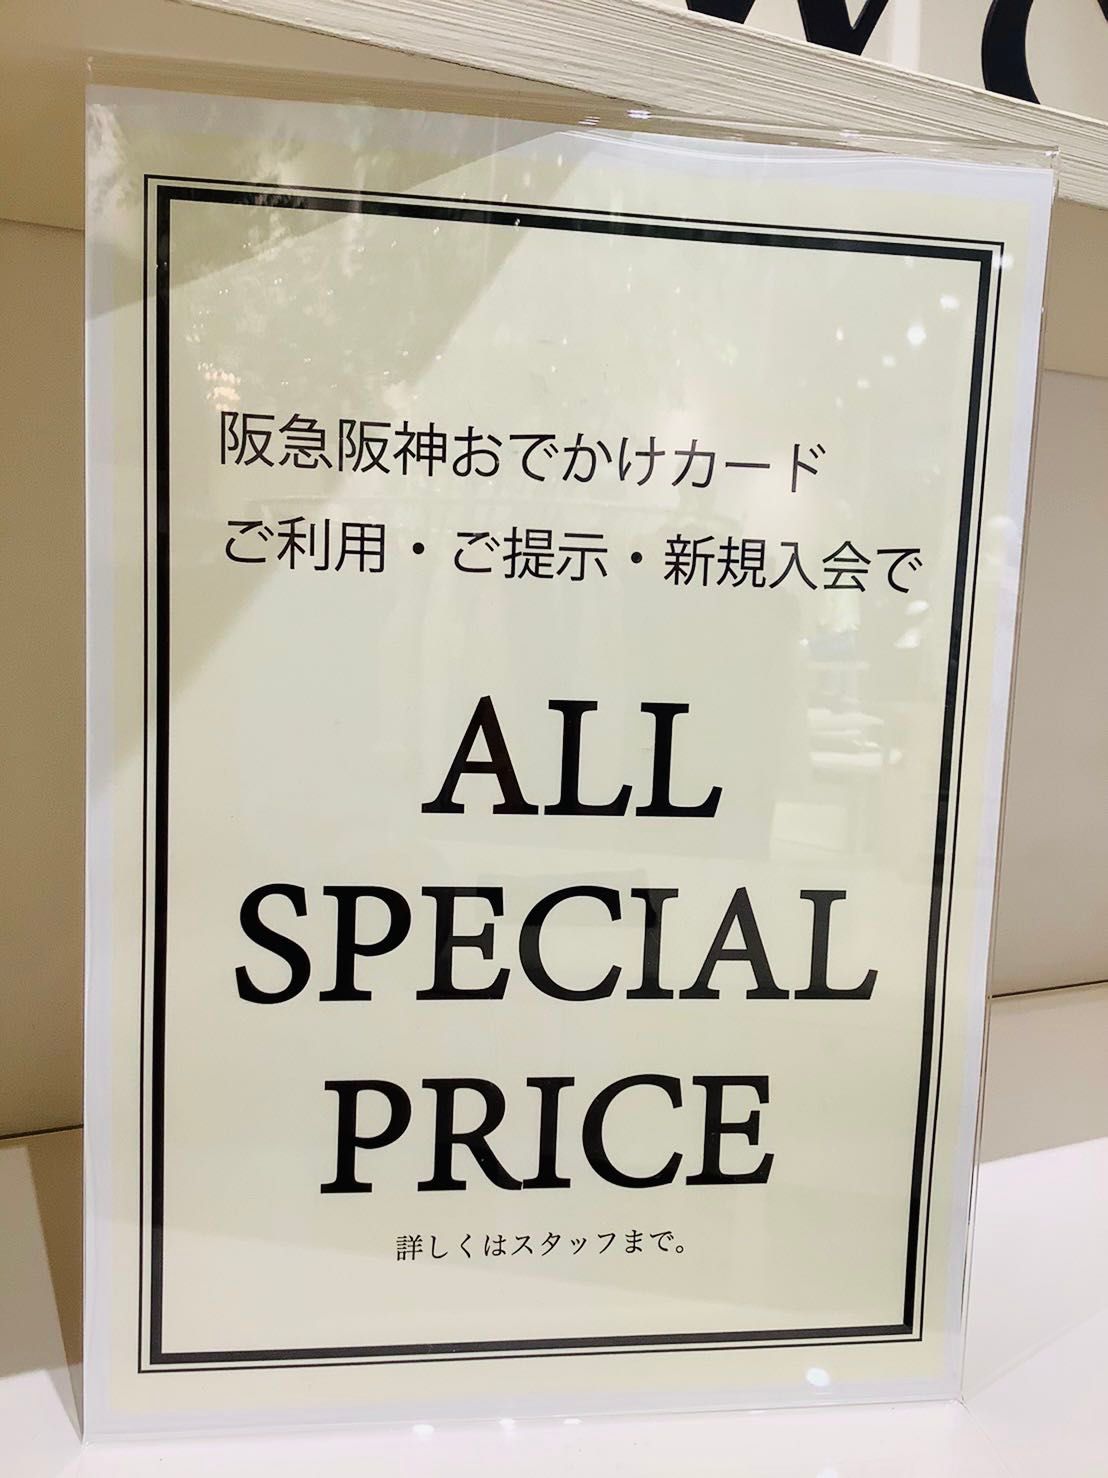 阪急阪神おでかけカード
ご利用・ご提示・新規入会で
ALL
SPECIAL
PRICE
詳しくはスタッフまで。